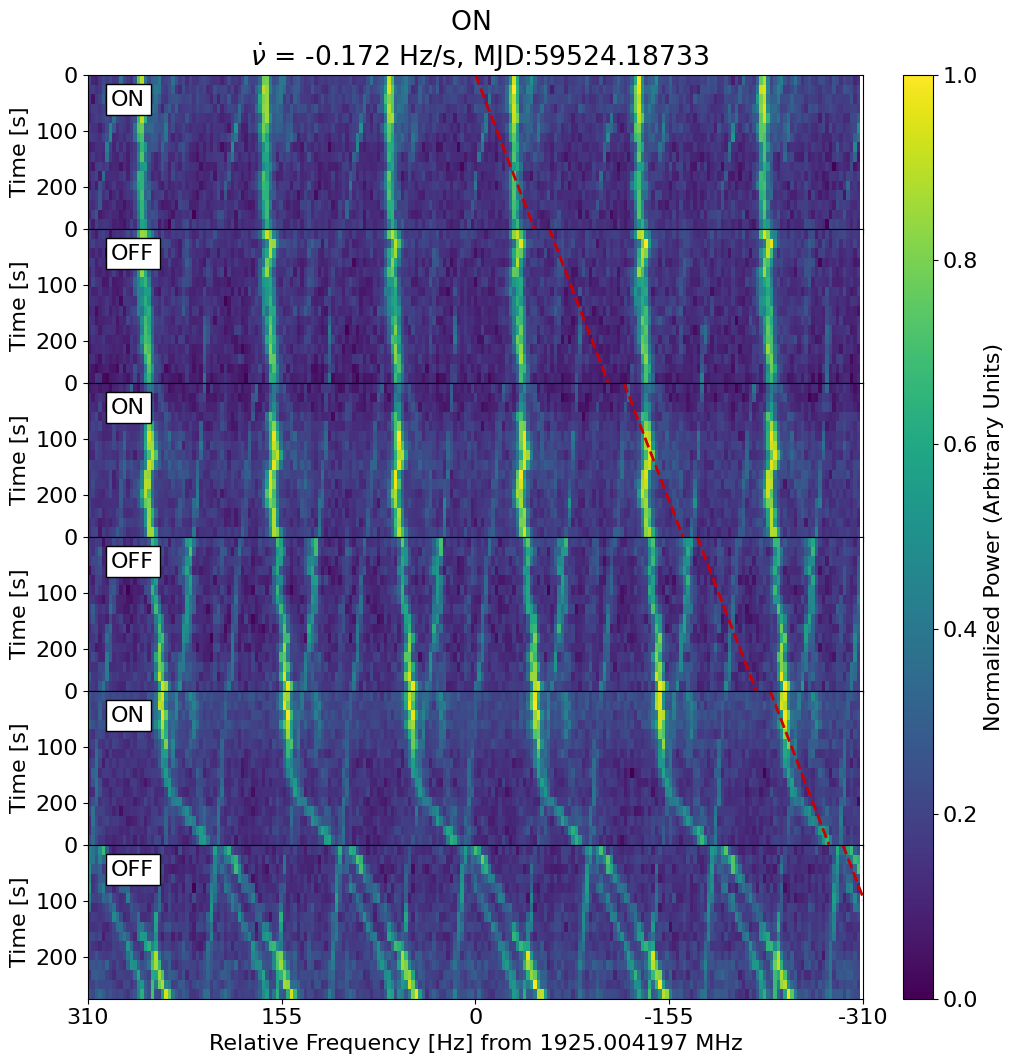 ON
ν̇ = -0.172 Hz/s, MJD:59524.18733
0
ON
100
Time [s]
200
0
OFF
100
Time [s]
200
0
ON
100
Time [s]
200
0
OFF
100
Time [s]
200
0
ON
100
Time [s]
200
0
OFF
100
Time [s]
200
310 155 0 -155 -310
Relative Frequency [Hz] from 1925.004197 MHz
1.0
0.8
0.6
0.4
0.2
0.0
Normalized Power (Arbitrary Units)